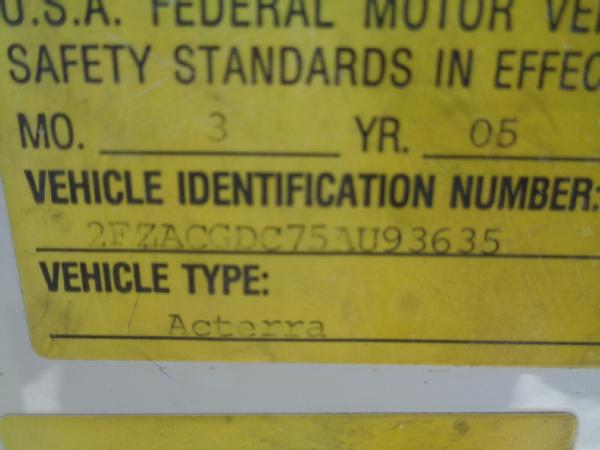 U.S.A. FEDERAL MOTOR VE
SAFETY STANDARDS IN EFFEC
MO. 3 YR. 05
VEHICLE IDENTIFICATION NUMBER:
2FZACGDC75AU93635
VEHICLE TYPE:
Acterra